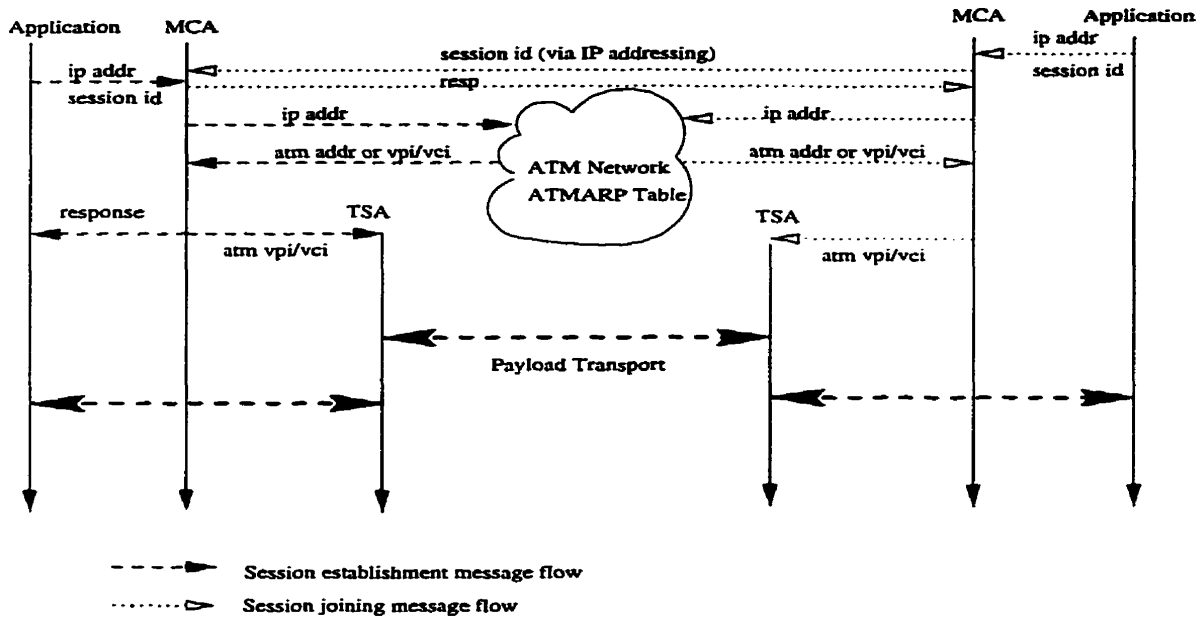 Application
MCA
MCA
Application
session id (via IP addressing)
ip addr
session id
ip addr
session id
resp
ip addr
ip addr
atm addr or vpi/vci
atm addr or vpi/vci
ATM Network
ATMARP Table
response
TSA
TSA
atm vpi/vci
atm vpi/vci
Payload Transport
Session establishment message flow
Session joining message flow